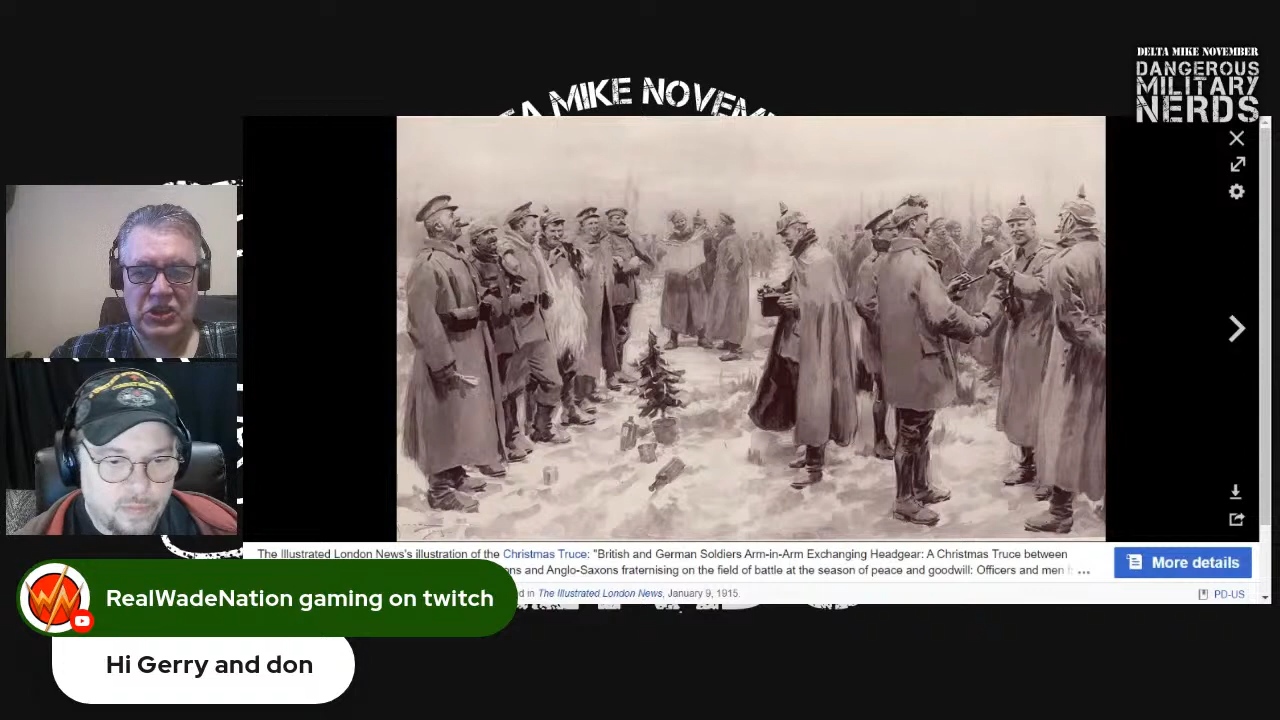 DELTA MIKE NOVEMBER
DANGEROUS
MILITARY
NERDS
MIKE NOVEM
The Illustrated London News's illustration of the Christmas Truce: "British and German Soldiers Arm-in-Arm Exchanging Headgear: A Christmas Truce between
and Anglo-Saxons fraternising on the field of battle at the season of peace and goodwill: Officers and men ...
More details
in The Illustrated London News, January 9, 1915.
PD-US
RealWadeNation gaming on twitch
Hi Gerry and don